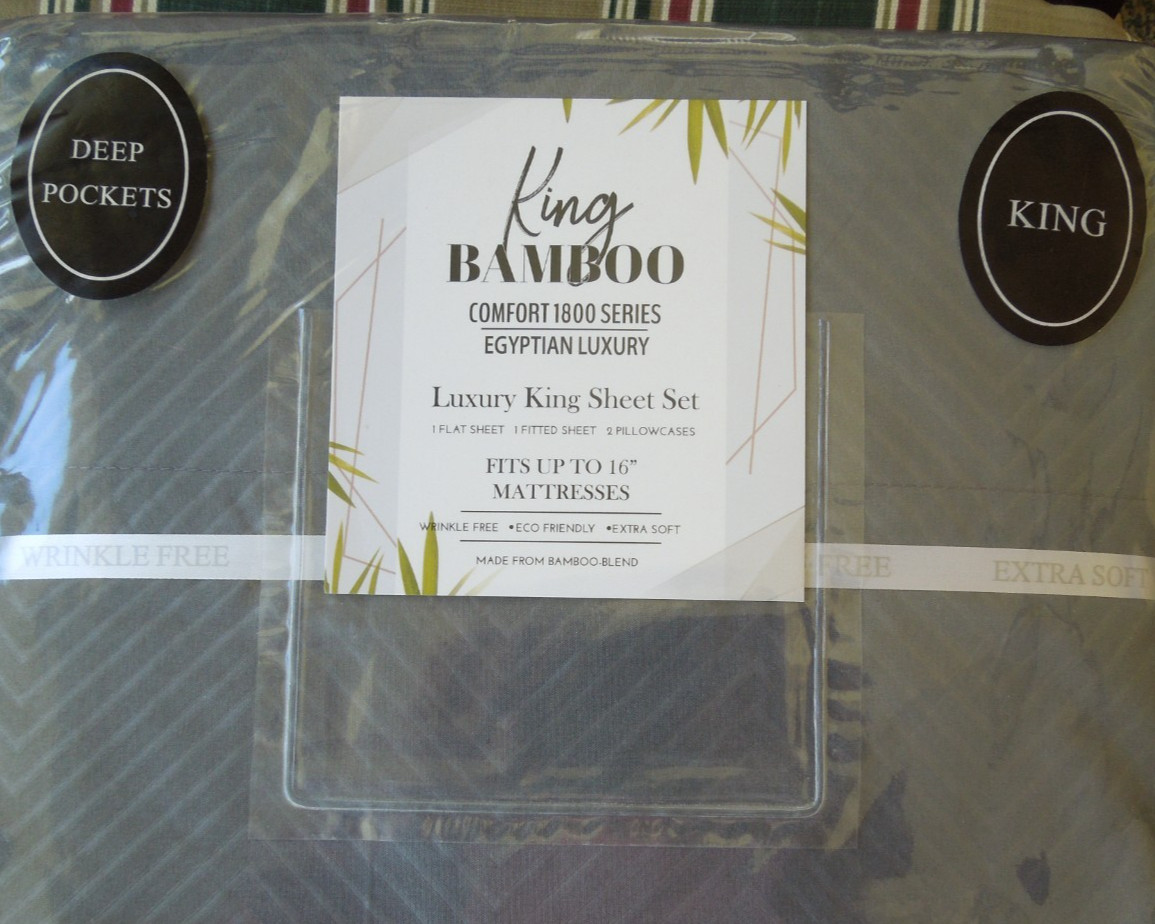 DEEP
POCKETS
KING
King
BAMBOO
COMFORT 1800 SERIES
EGYPTIAN LUXURY
Luxury King Sheet Set
1 FLAT SHEET 1 FITTED SHEET 2 PILLOWCASES
FITS UP TO 16”
MATTRESSES
WRINKLE FREE •ECO FRIENDLY •EXTRA SOFT
MADE FROM BAMBOO-BLEND
WRINKLE FREE
FREE
EXTRA SOFT